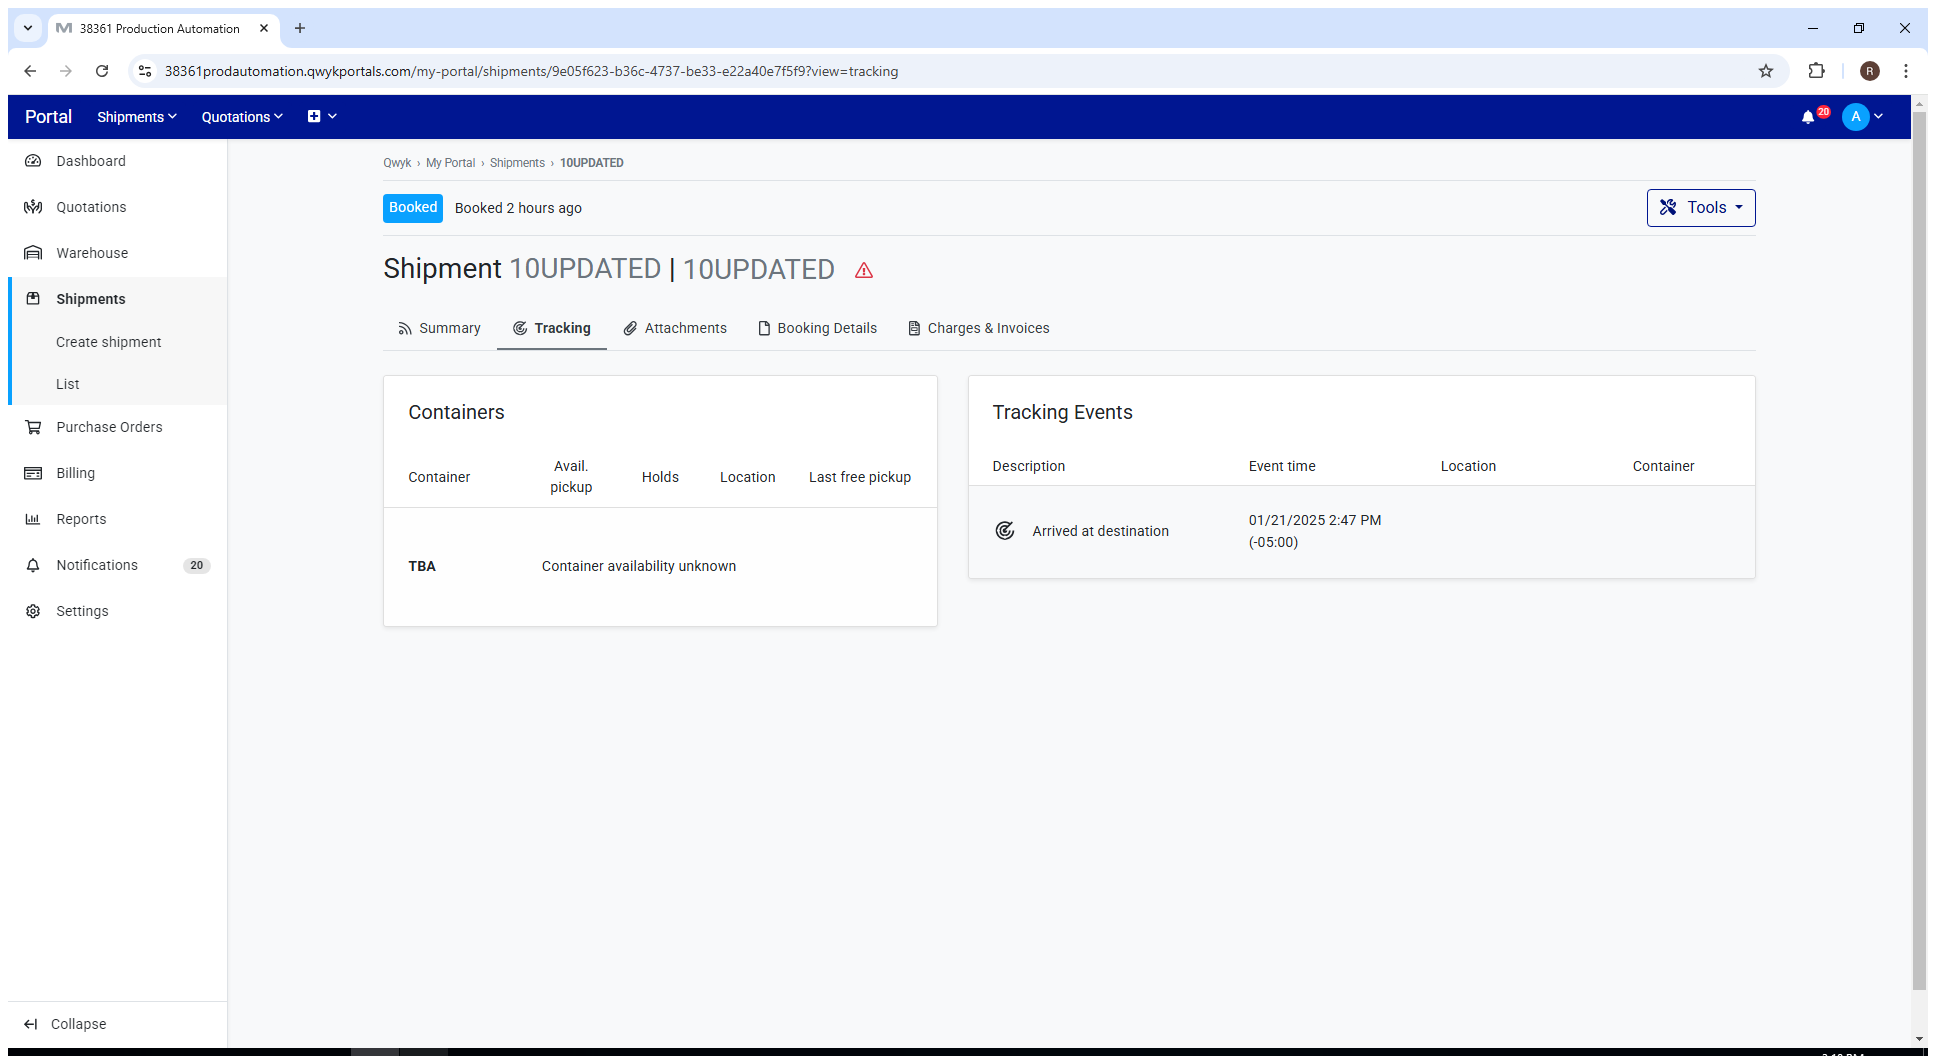 38361 Production Automation
38361prodautomation.qwykportals.com/my-portal/shipments/9e05f623-b36c-4737-be33-e22a40e7f5f9?view=tracking
R
Portal Shipments Quotations 20 A
Dashboard
Quotations
Warehouse
Shipments
Create shipment
List
Purchase Orders
Billing
Reports
Notifications 20
Settings
Collapse
Qwyk › My Portal › Shipments › 10UPDATED
Booked Booked 2 hours ago Tools
Shipment 10UPDATED | 10UPDATED
Summary Tracking Attachments Booking Details Charges & Invoices
Containers
Container Avail. pickup Holds Location Last free pickup
TBA Container availability unknown
Tracking Events
Description Event time Location Container
Arrived at destination 01/21/2025 2:47 PM
(-05:00)